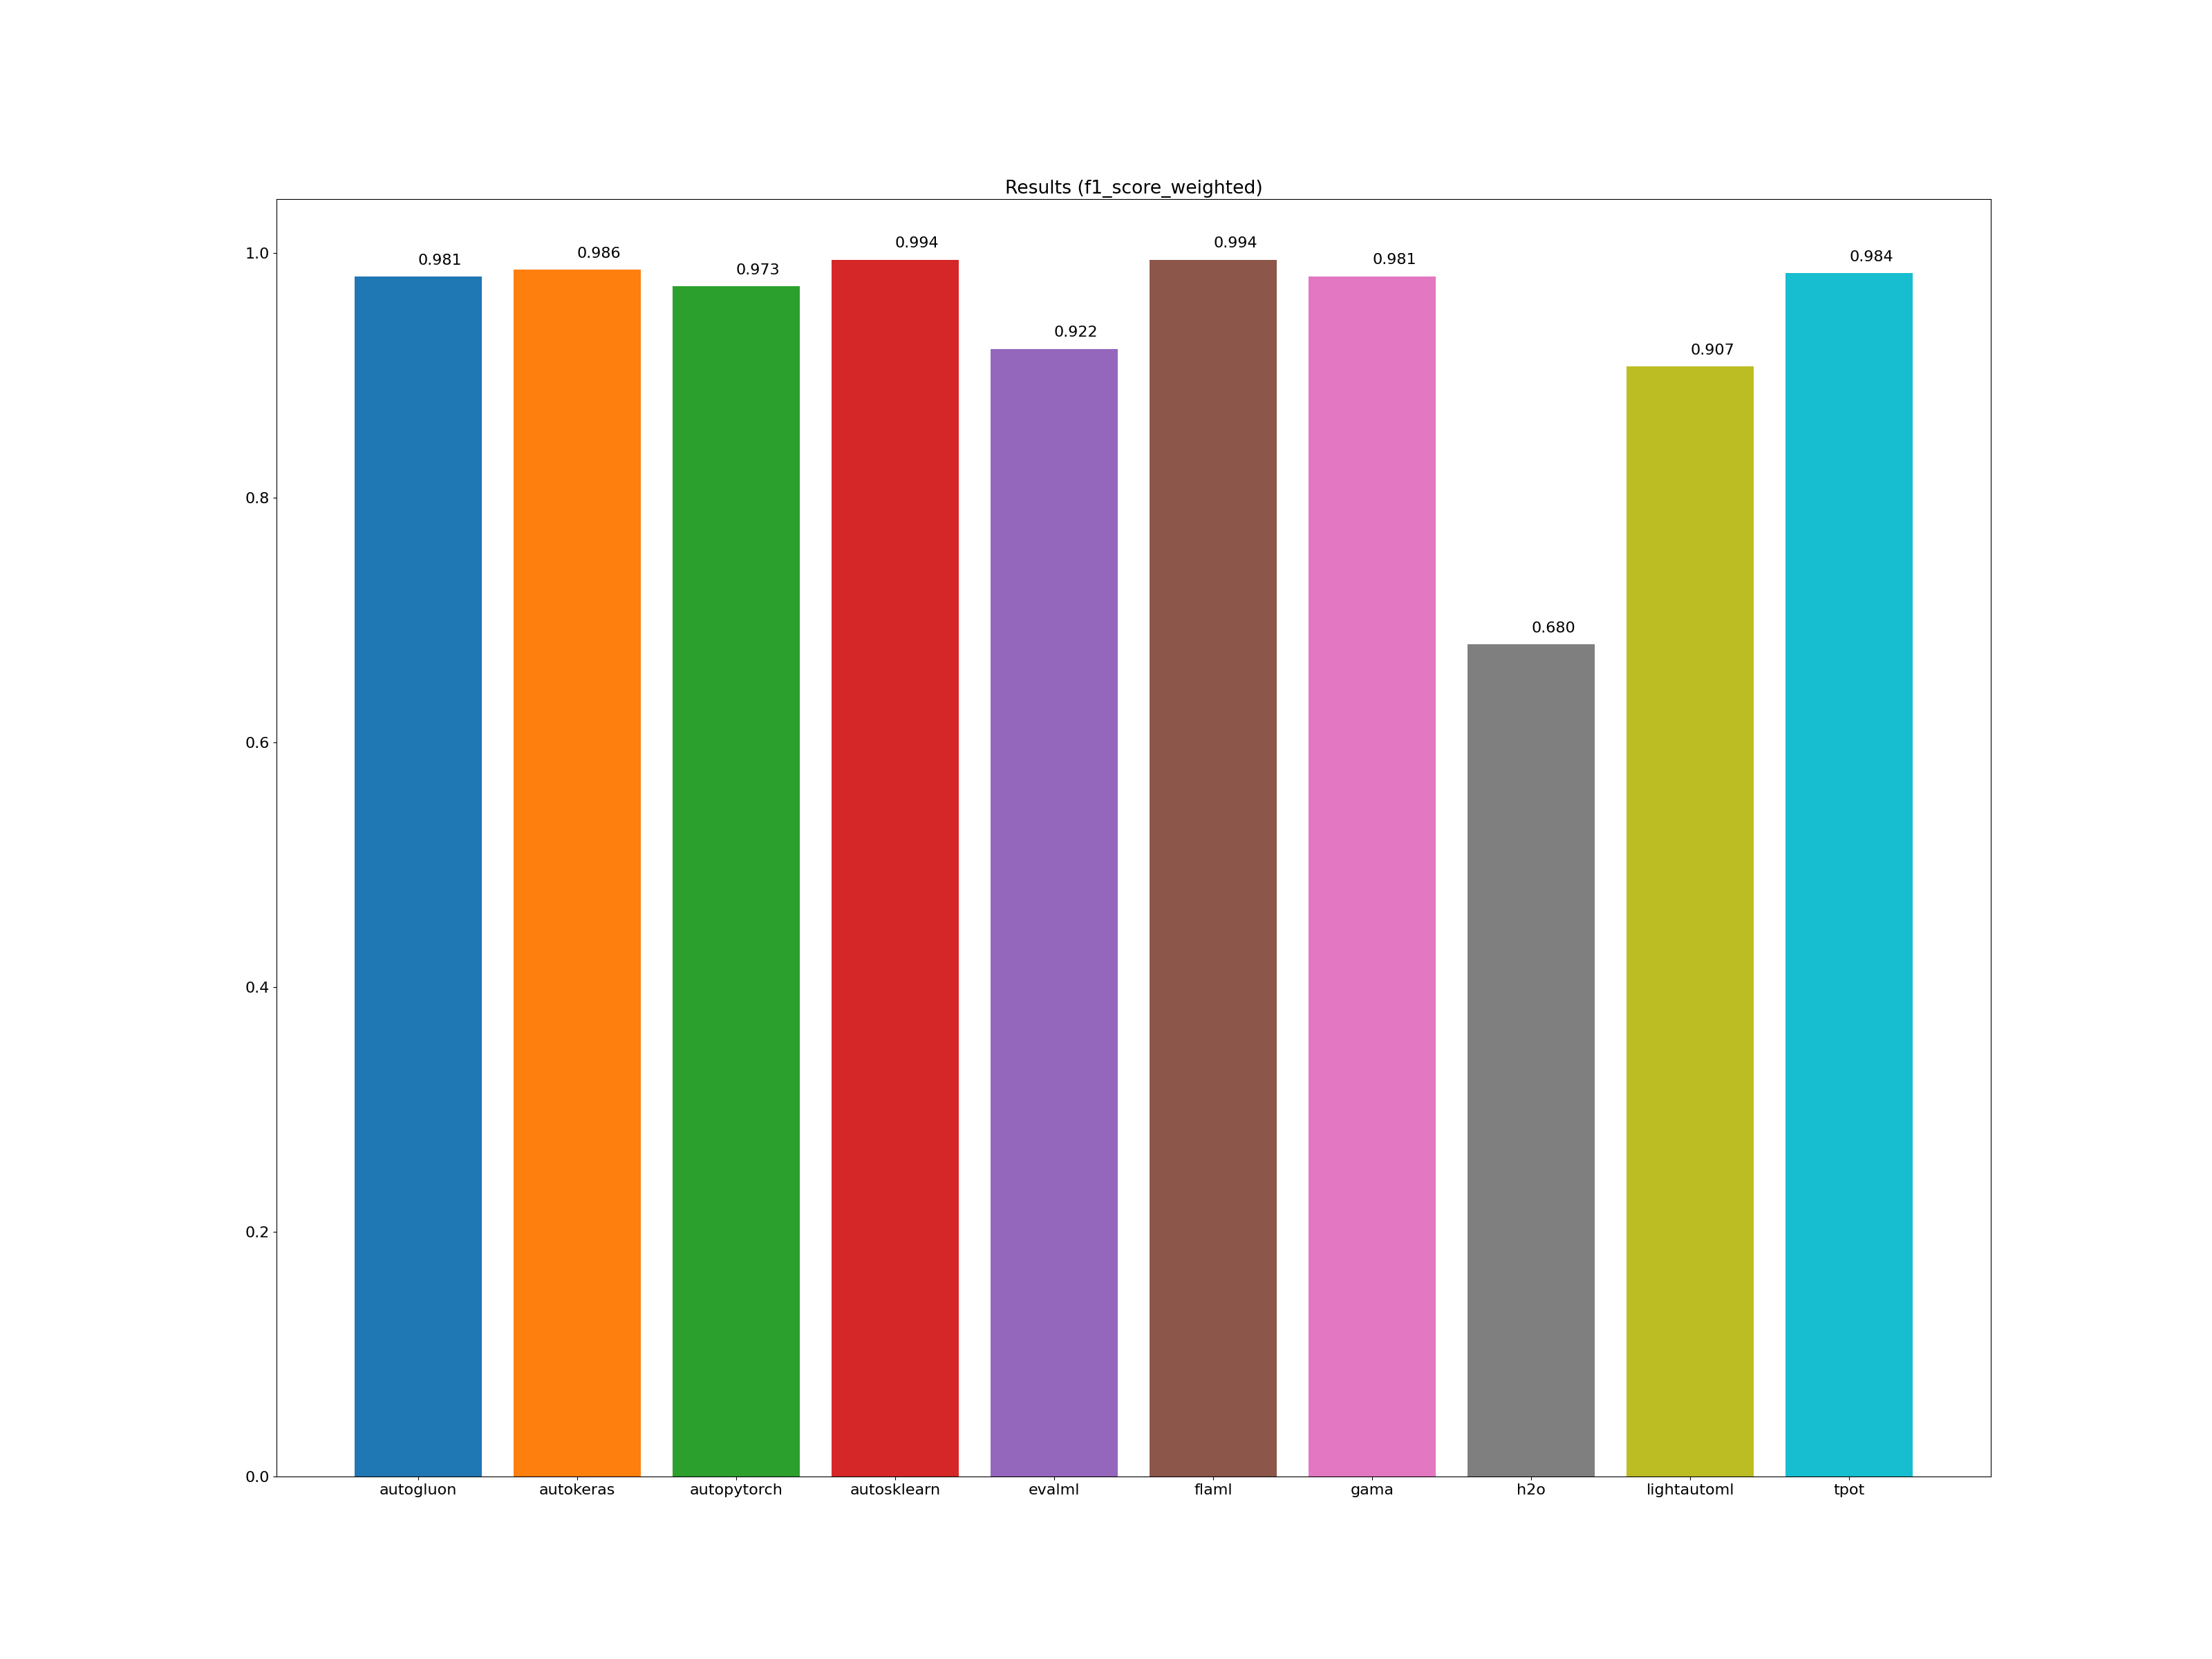 Results (f1_score_weighted)
1.0
0.8
0.6
0.4
0.2
0.0
0.981
0.986
0.973
0.994
0.922
0.994
0.981
0.680
0.907
0.984
autogluon
autokeras
autopytorch
autosklearn
evalml
flaml
gama
h2o
lightautoml
tpot